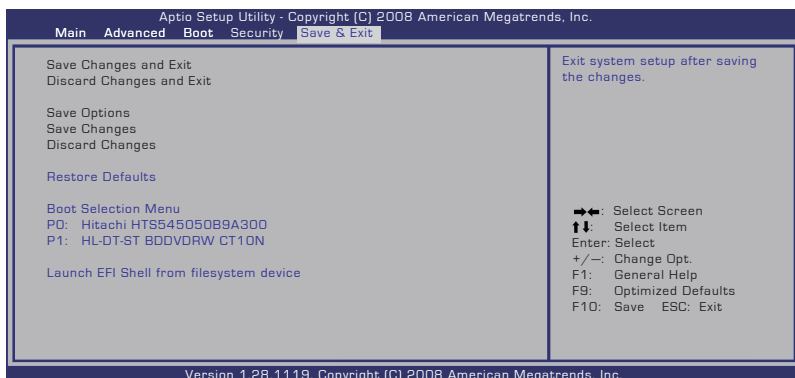 Aptio Setup Utility - Copyright (C) 2008 American Megatrends, Inc.
Main Advanced Boot Security Save & Exit
Save Changes and Exit
Discard Changes and Exit
Save Options
Save Changes
Discard Changes
Restore Defaults
Boot Selection Menu
P0: Hitachi HTS545050B9A300
P1: HL-DT-ST BDDVDRW CT10N
Launch EFI Shell from filesystem device
Exit system setup after saving
the changes.
→←: Select Screen
↑↓: Select Item
Enter: Select
+/—: Change Opt.
F1: General Help
F9: Optimized Defaults
F10: Save ESC: Exit
Version 1.28.1119. Copyright (C) 2008 American Megatrends, Inc.